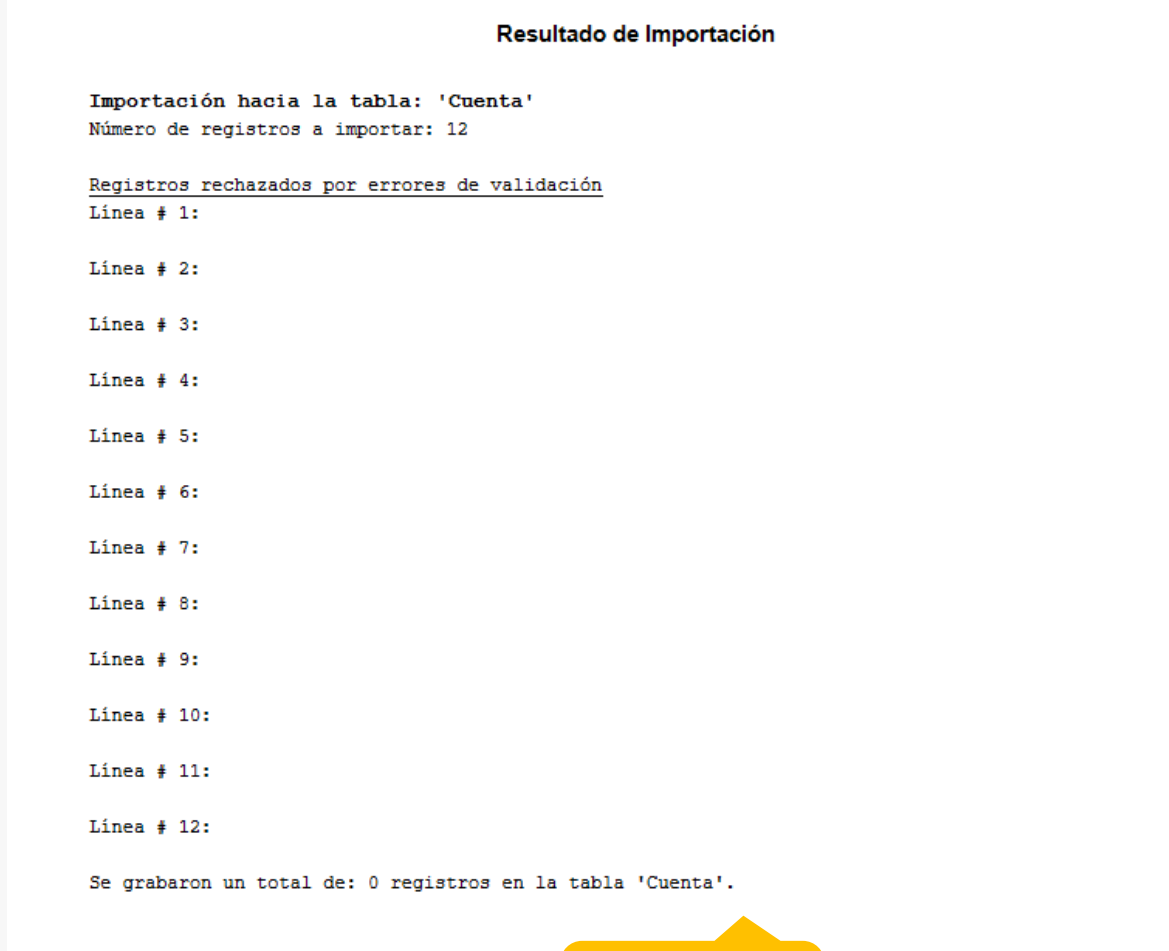 Resultado de Importación
Importación hacia la tabla: 'Cuenta'
Número de registros a importar: 12
Registros rechazados por errores de validación
Línea # 1:
Línea # 2:
Línea # 3:
Línea # 4:
Línea # 5:
Línea # 6:
Línea # 7:
Línea # 8:
Línea # 9:
Línea # 10:
Línea # 11:
Línea # 12:
Se grabaron un total de: 0 registros en la tabla 'Cuenta'.